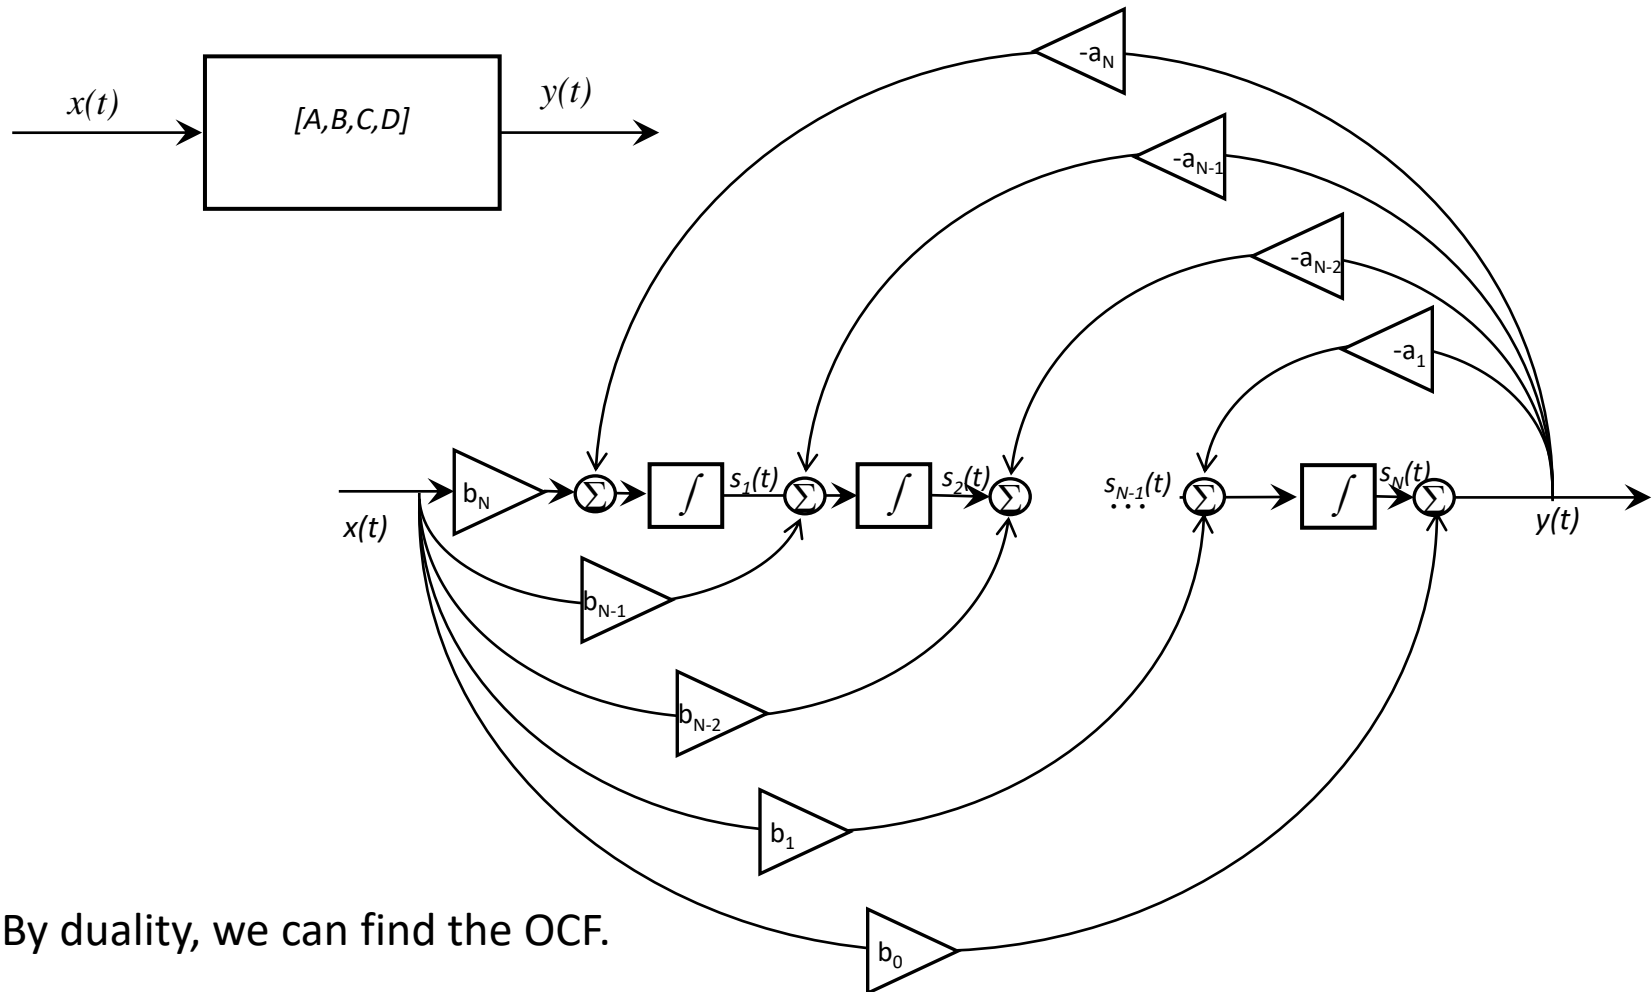 x(t)
[A,B,C,D]
y(t)
-a_N
-a_{N-1}
-a_{N-2}
-a_1
x(t)
b_N
Σ
∫
s_1(t)
Σ
∫
s_2(t)
Σ
s_{N-1}(t)
...
Σ
∫
s_N(t)
Σ
y(t)
b_{N-1}
b_{N-2}
b_1
b_0
By duality, we can find the OCF.